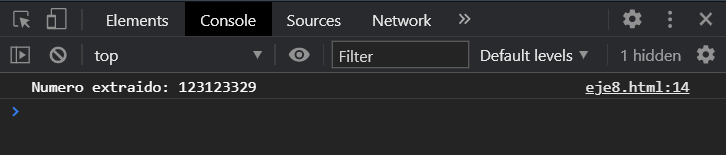 Elements Console Sources Network »
top Filter Default levels 1 hidden
Numero extraido: 123123329 eje8.html:14
>